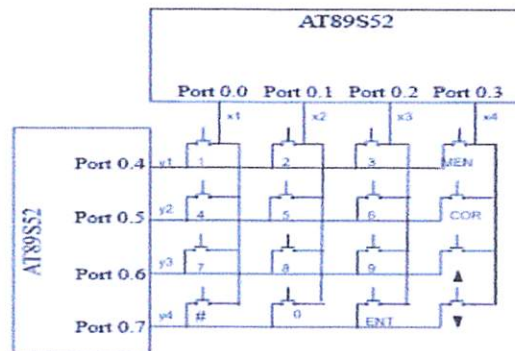 AT89S52
Port 0.0 Port 0.1 Port 0.2 Port 0.3
x1 x2 x3 x4
AT89S52
Port 0.4 y1 1 2 3 MEN
Port 0.5 y2 4 5 6 COR
Port 0.6 y3 7 8 9 ▲
Port 0.7 y4 # 0 ENT ▼